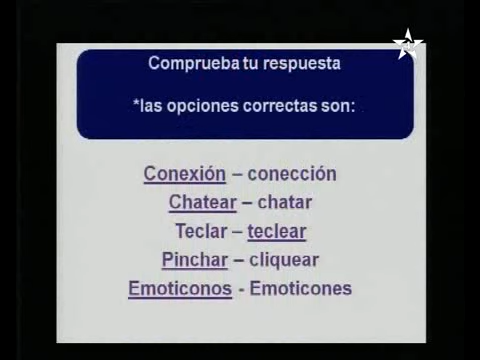 Comprueba tu respuesta
*las opciones correctas son:
Conexión – conección
Chatear – chatar
Teclar – teclear
Pinchar – cliquear
Emoticonos - Emoticones